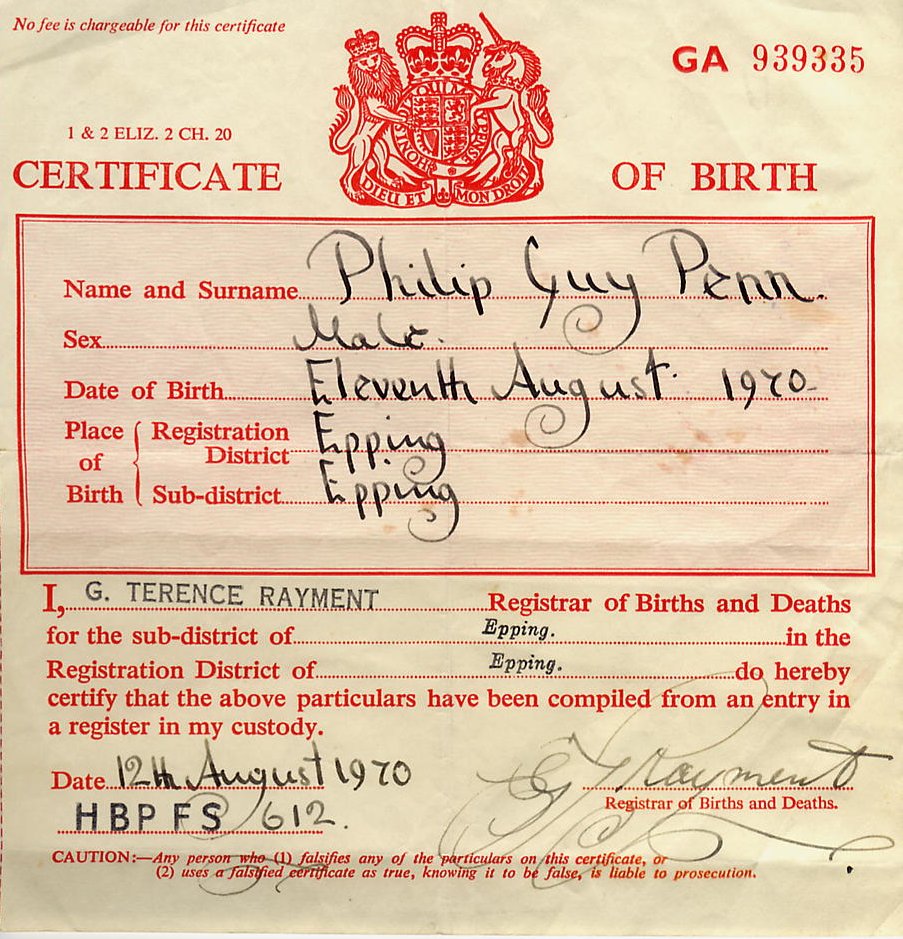 No fee is chargeable for this certificate
GA 939335
1 & 2 ELIZ. 2 CH. 20
CERTIFICATE OF BIRTH
DIEU ET MON DROIT
Name and Surname Philip Guy Penn.
Sex Male.
Date of Birth Eleventh August 1970
Place of Birth { Registration District Epping
Sub-district Epping
I, G. TERENCE RAYMENT Registrar of Births and Deaths
for the sub-district of Epping. in the
Registration District of Epping. do hereby
certify that the above particulars have been compiled from an entry in
a register in my custody.
Date 12th August 1970
G T Rayment
Registrar of Births and Deaths.
HBPFS 612.
CAUTION:—Any person who (1) falsifies any of the particulars on this certificate, or
(2) uses a falsified certificate as true, knowing it to be false, is liable to prosecution.